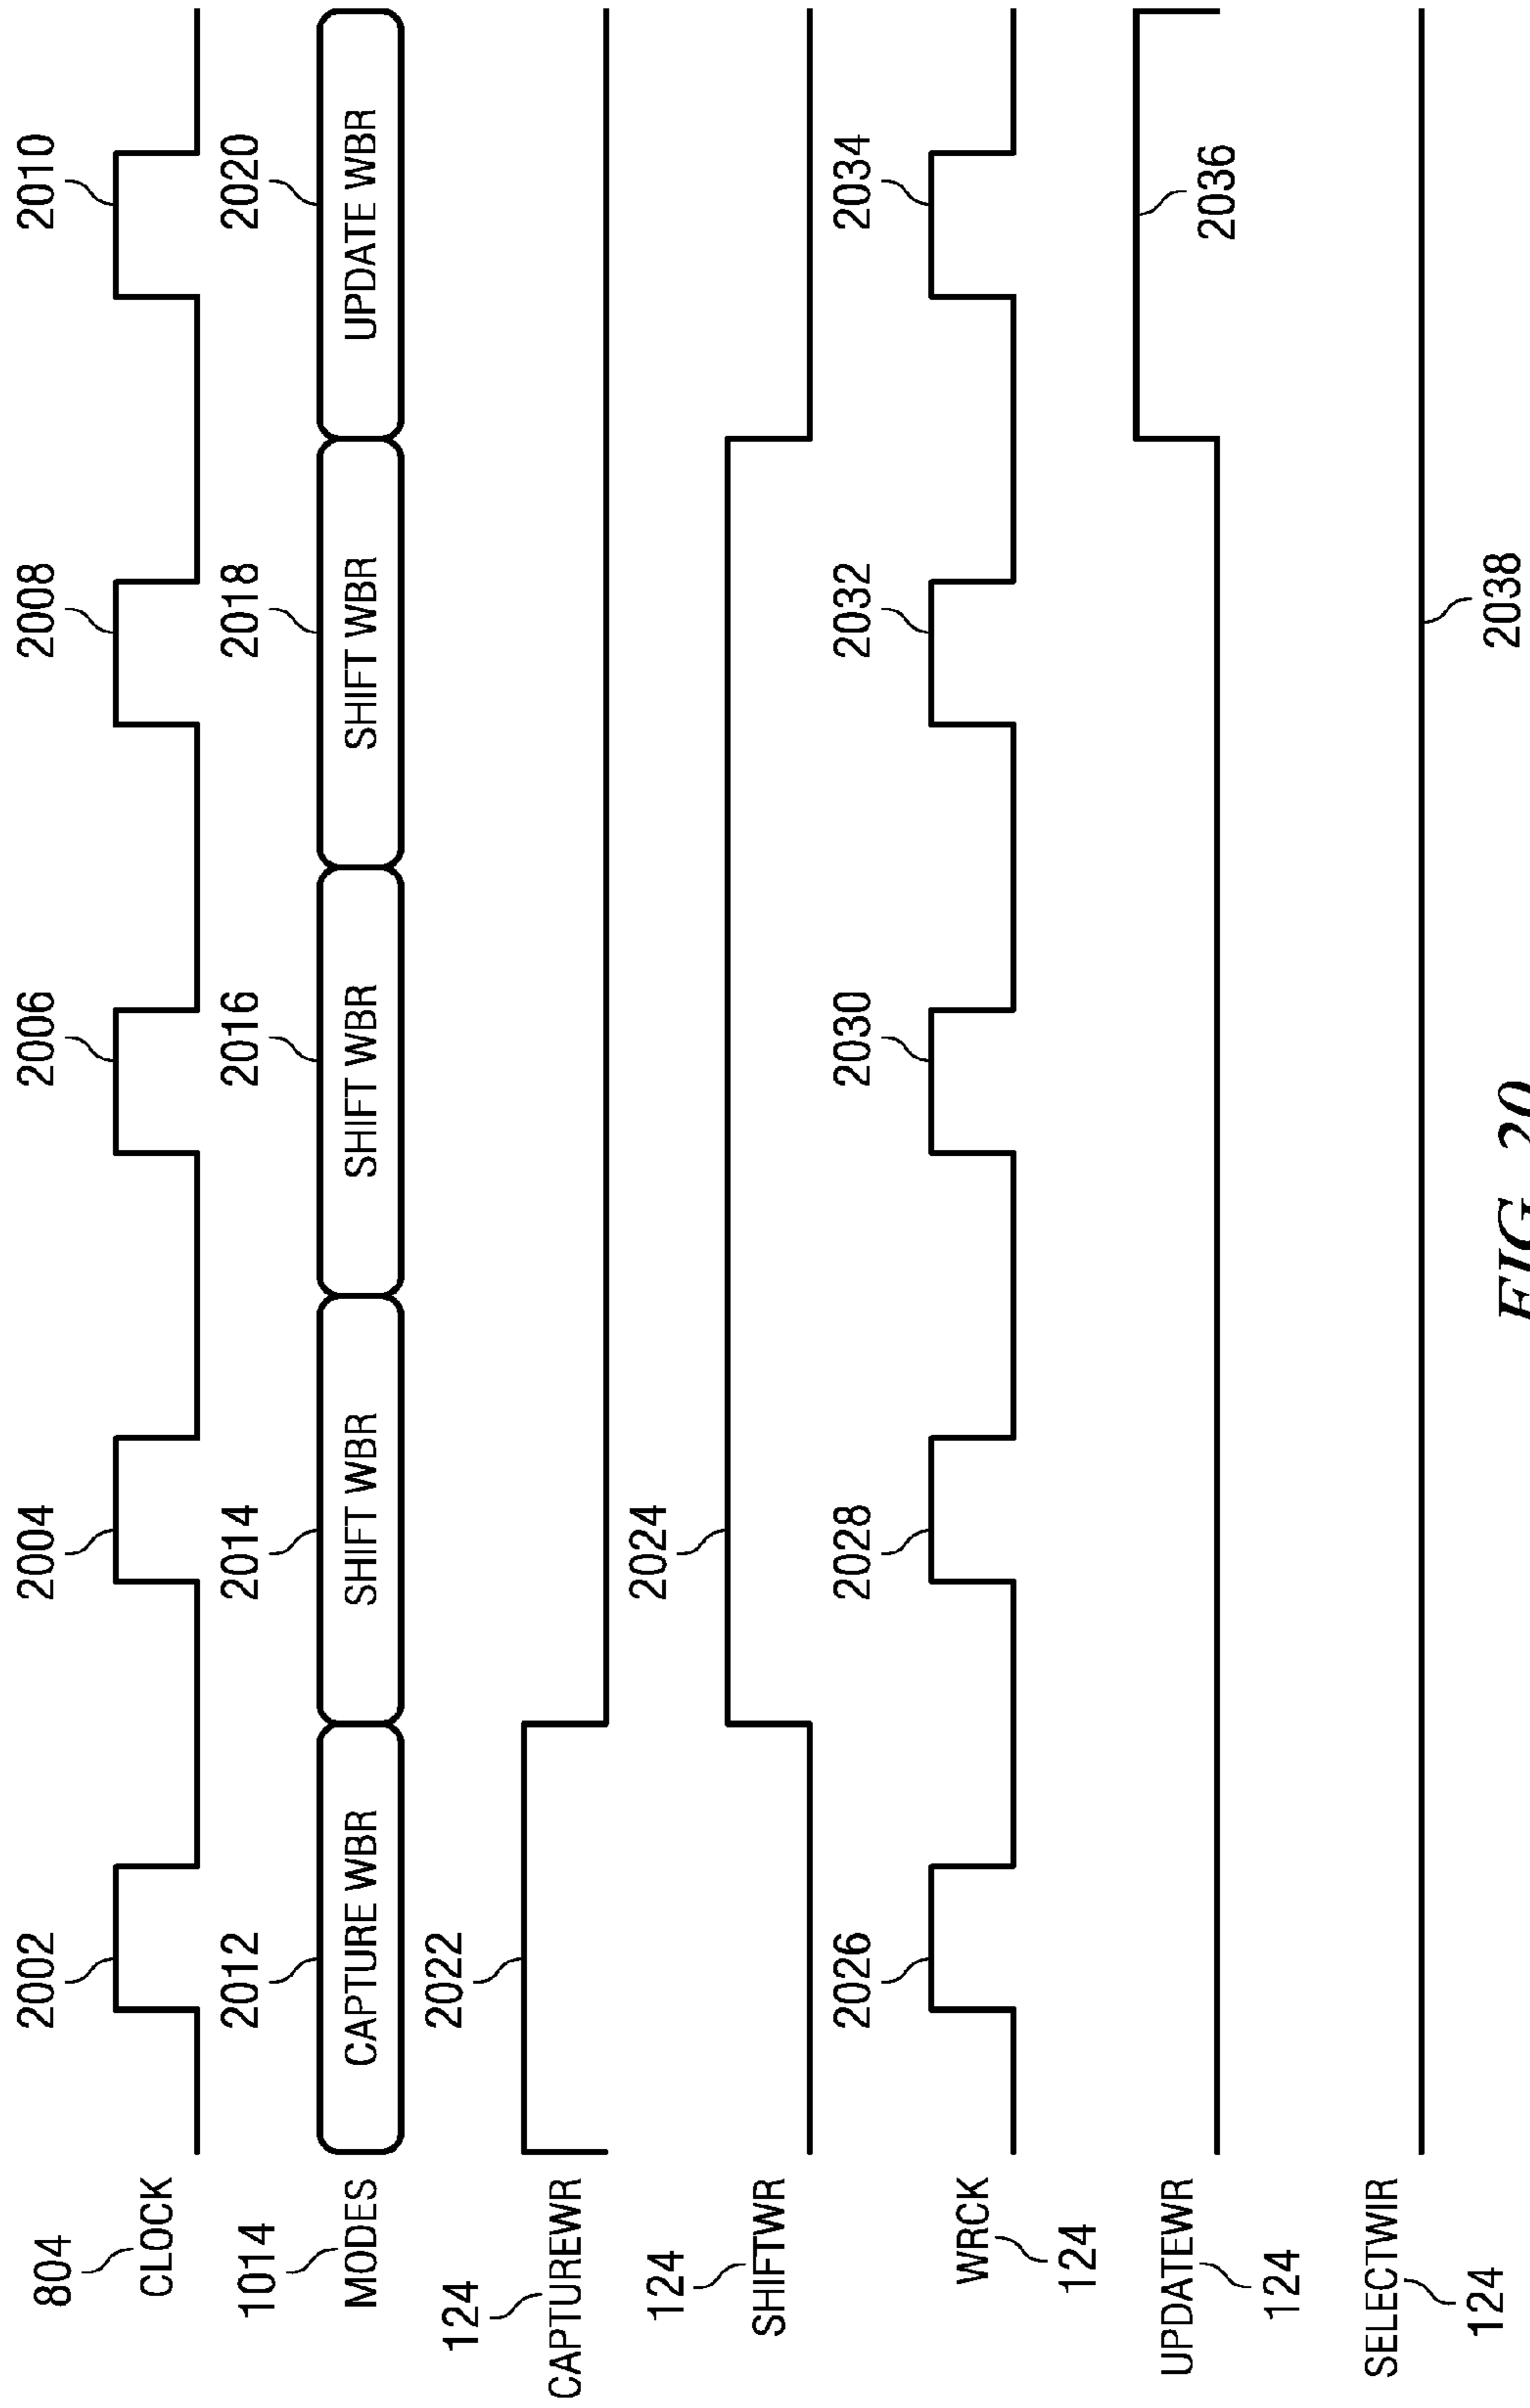 804
CLOCK
2002
2004
2006
2008
2010
1014
MODES
2012
2014
2016
2018
2020
CAPTURE WBR
SHIFT WBR
SHIFT WBR
SHIFT WBR
UPDATE WBR
124
CAPTUREWR
2022
124
SHIFTWR
2024
WRCK
124
2026
2028
2030
2032
2034
UPDATEWR
124
2036
SELECTWIR
124
2038
FIG. 20